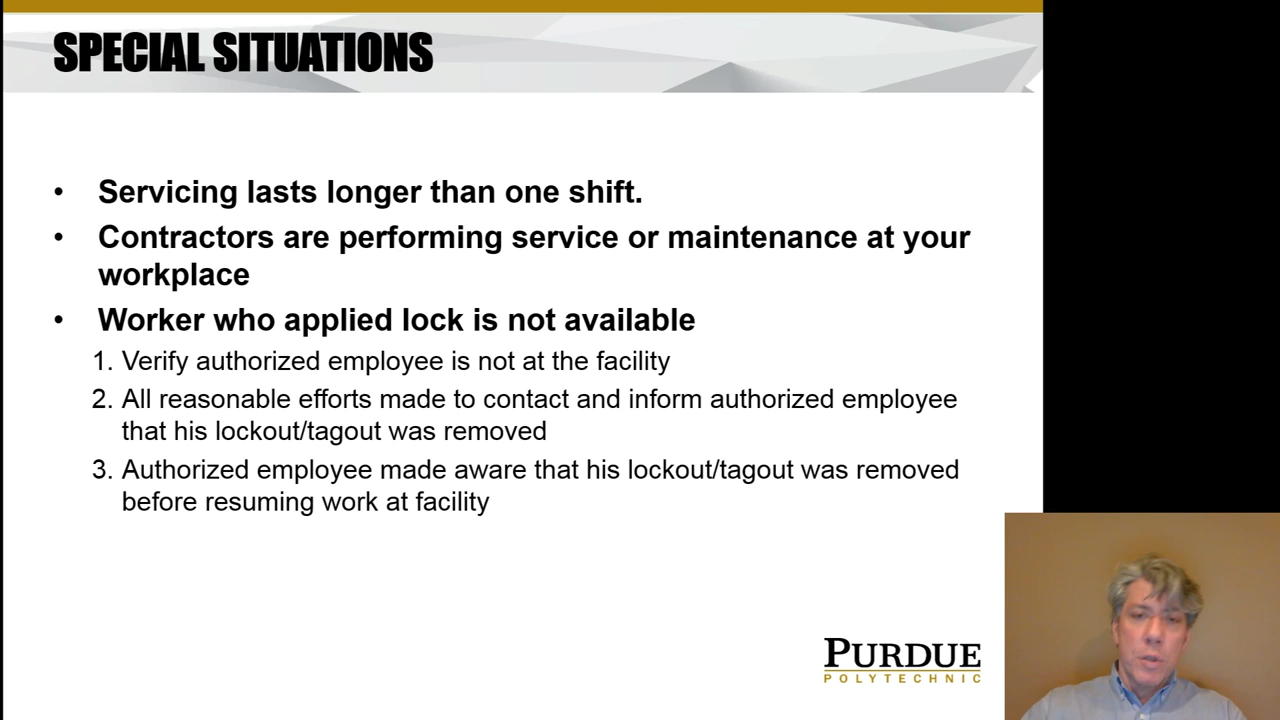 SPECIAL SITUATIONS
• Servicing lasts longer than one shift.
• Contractors are performing service or maintenance at your
workplace
• Worker who applied lock is not available
1. Verify authorized employee is not at the facility
2. All reasonable efforts made to contact and inform authorized employee
that his lockout/tagout was removed
3. Authorized employee made aware that his lockout/tagout was removed
before resuming work at facility
PURDUE
POLYTECHNIC